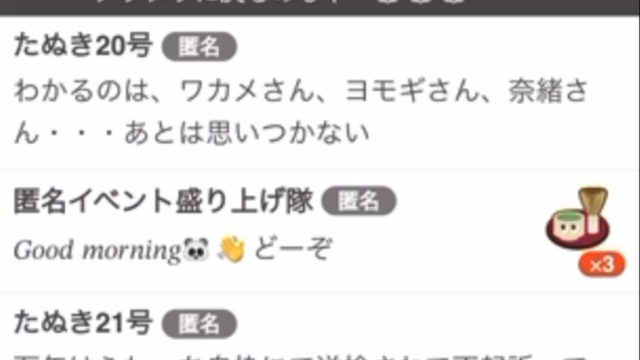 たぬき20号 匿名
わかるのは、ワカメさん、ヨモギさん、奈緒さ
ん・・・あとは思いつかない
匿名イベント盛り上げ隊 匿名
Good morning🐼 👋 どーぞ
×3
たぬき21号 匿名